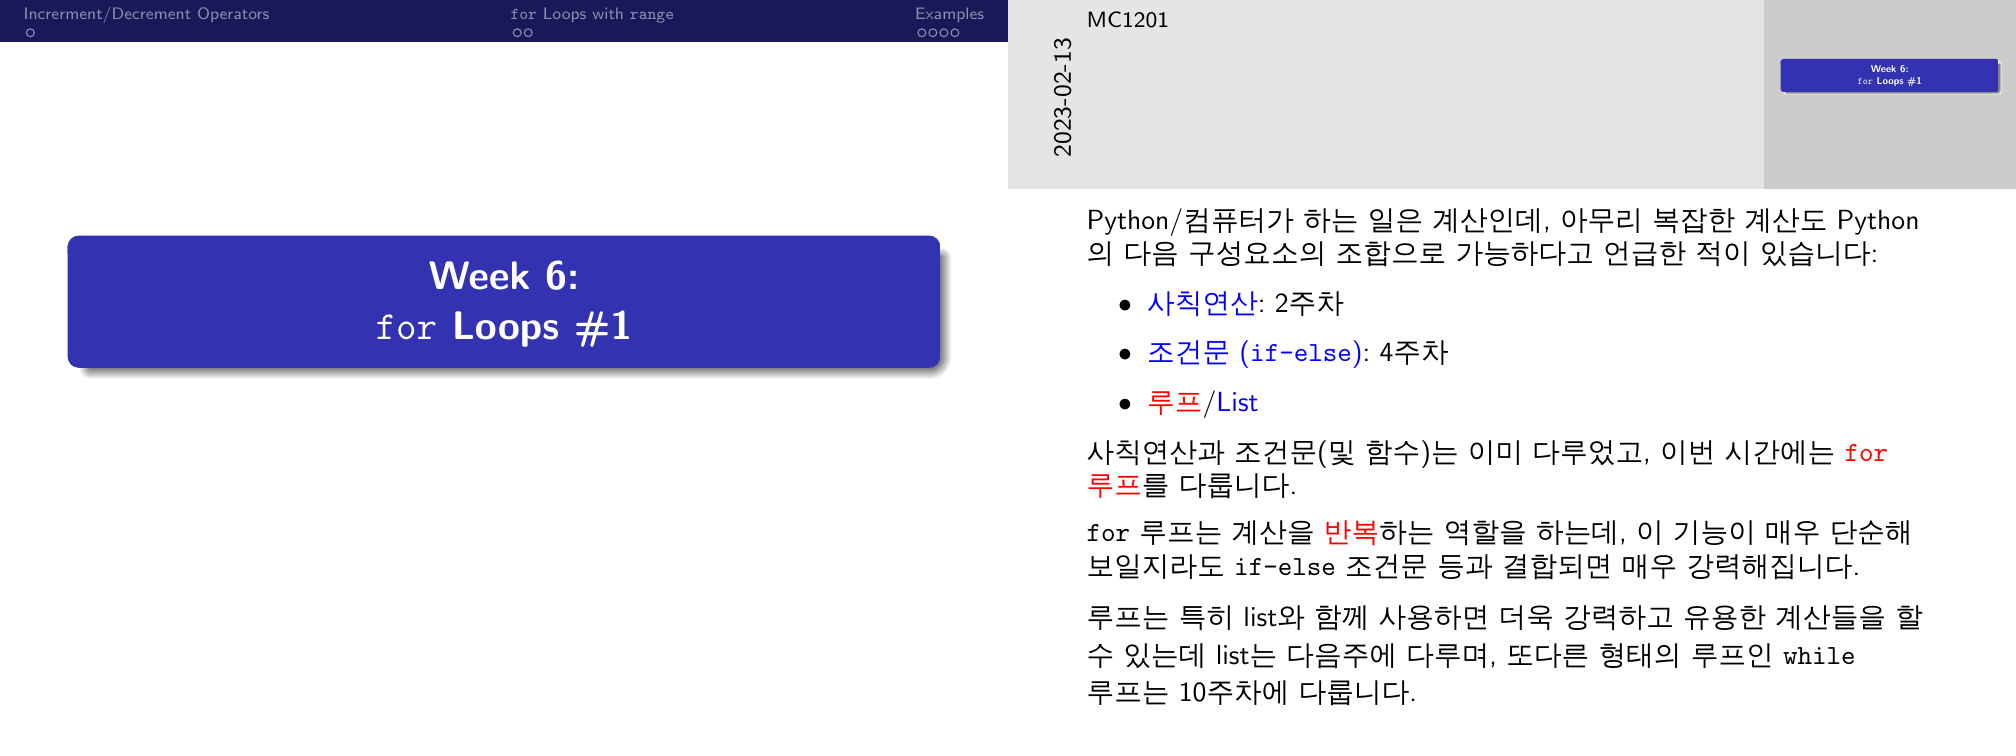 Increrment/Decrement Operators
for Loops with range
Examples
Week 6:
for Loops #1
MC1201
2023-02-13
Week 6:
for Loops #1
Python/컴퓨터가 하는 일은 계산인데, 아무리 복잡한 계산도 Python
의 다음 구성요소의 조합으로 가능하다고 언급한 적이 있습니다:
• 사칙연산: 2주차
• 조건문 (if-else): 4주차
• 루프/List
사칙연산과 조건문(및 함수)는 이미 다루었고, 이번 시간에는 for
루프를 다룹니다.
for 루프는 계산을 반복하는 역할을 하는데, 이 기능이 매우 단순해
보일지라도 if-else 조건문 등과 결합되면 매우 강력해집니다.
루프는 특히 list와 함께 사용하면 더욱 강력하고 유용한 계산들을 할
수 있는데 list는 다음주에 다루며, 또다른 형태의 루프인 while
루프는 10주차에 다룹니다.